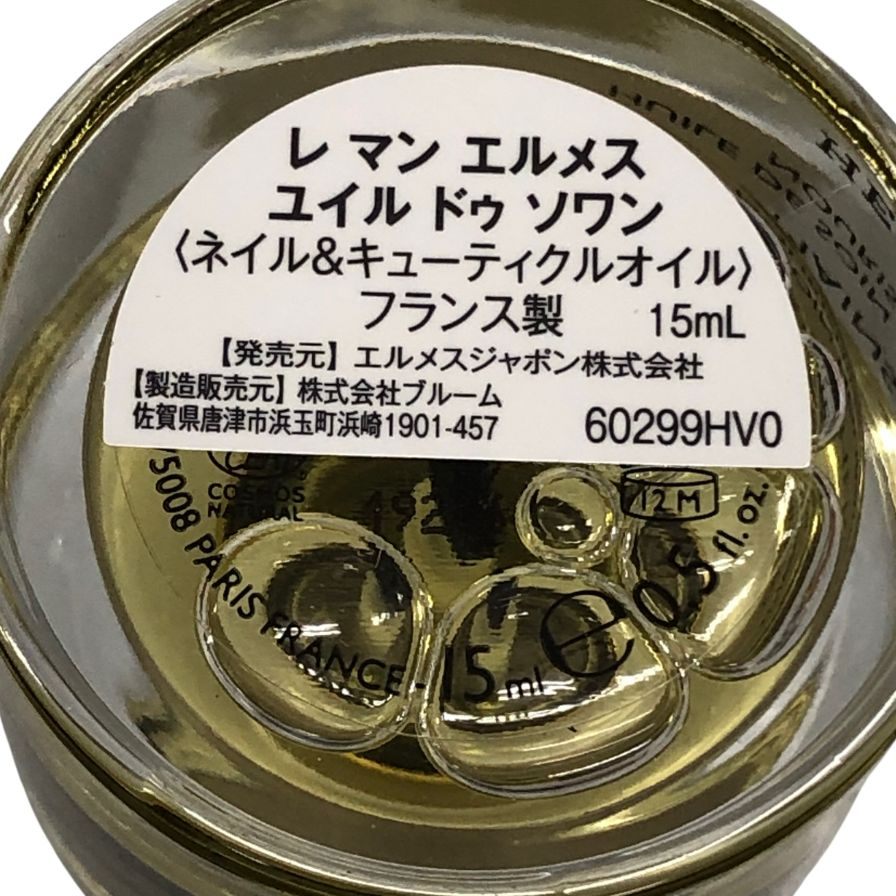 レ マン エルメス
ユイル ドゥ ソワン
〈ネイル&キューティクルオイル〉
フランス製 15mL
【発売元】エルメスジャポン株式会社
【製造販売元】株式会社ブルーム
佐賀県唐津市浜玉町浜崎1901-457 60299HV0
COSMOS
NATURAL
12M
75008 PARIS FRANCE - 15 ml e 0.5 fl. oz.